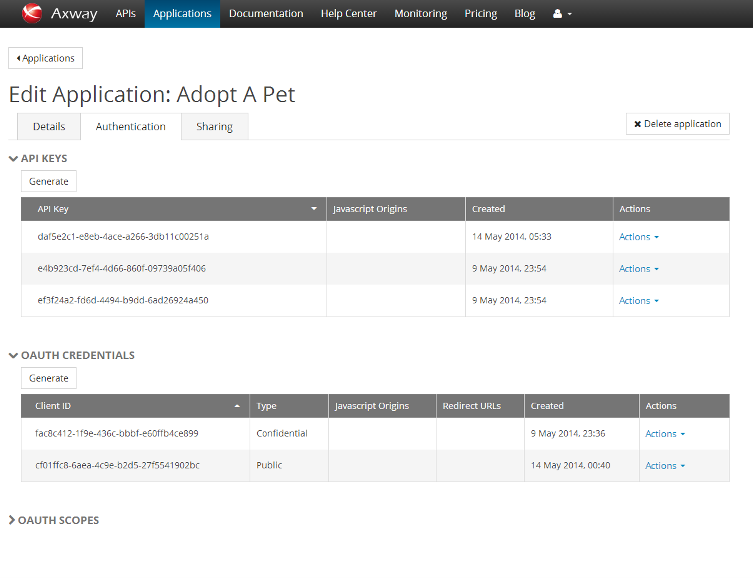 Axway APIs Applications Documentation Help Center Monitoring Pricing Blog
Applications
Edit Application: Adopt A Pet
Details Authentication Sharing Delete application
API KEYS
Generate
API Key Javascript Origins Created Actions
daf5e2c1-e8eb-4ace-a266-3db11c00251a 14 May 2014, 05:33 Actions
e4b923cd-7ef4-4d66-860f-09739a05f406 9 May 2014, 23:54 Actions
ef3f24a2-fd6d-4494-b9dd-6ad26924a450 9 May 2014, 23:54 Actions
OAUTH CREDENTIALS
Generate
Client ID Type Javascript Origins Redirect URLs Created Actions
fac8c412-1f9e-436c-bbbf-e60ffb4ce899 Confidential 9 May 2014, 23:36 Actions
cf01ffc8-6aea-4c9e-b2d5-27f5541902bc Public 14 May 2014, 00:40 Actions
OAUTH SCOPES